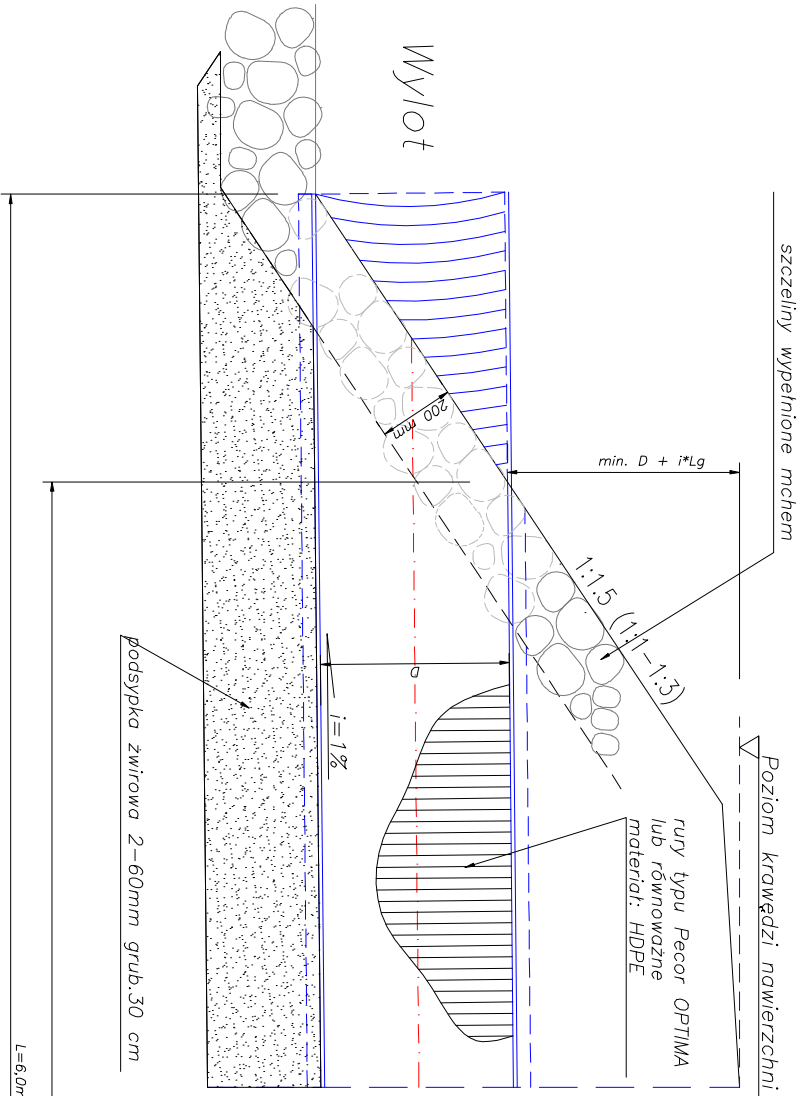 Wylot
szczeliny wypełnione mchem
min. D + i*Lg
200 mm
1:1.5 (1:1-1:3)
Poziom krawędzi nawierzchni
D
i=1%
rury typu Pecor OPTIMA
lub równoważne
materiał: HDPE
podsypka żwirowa 2-60mm grub.30 cm
L=6,0m